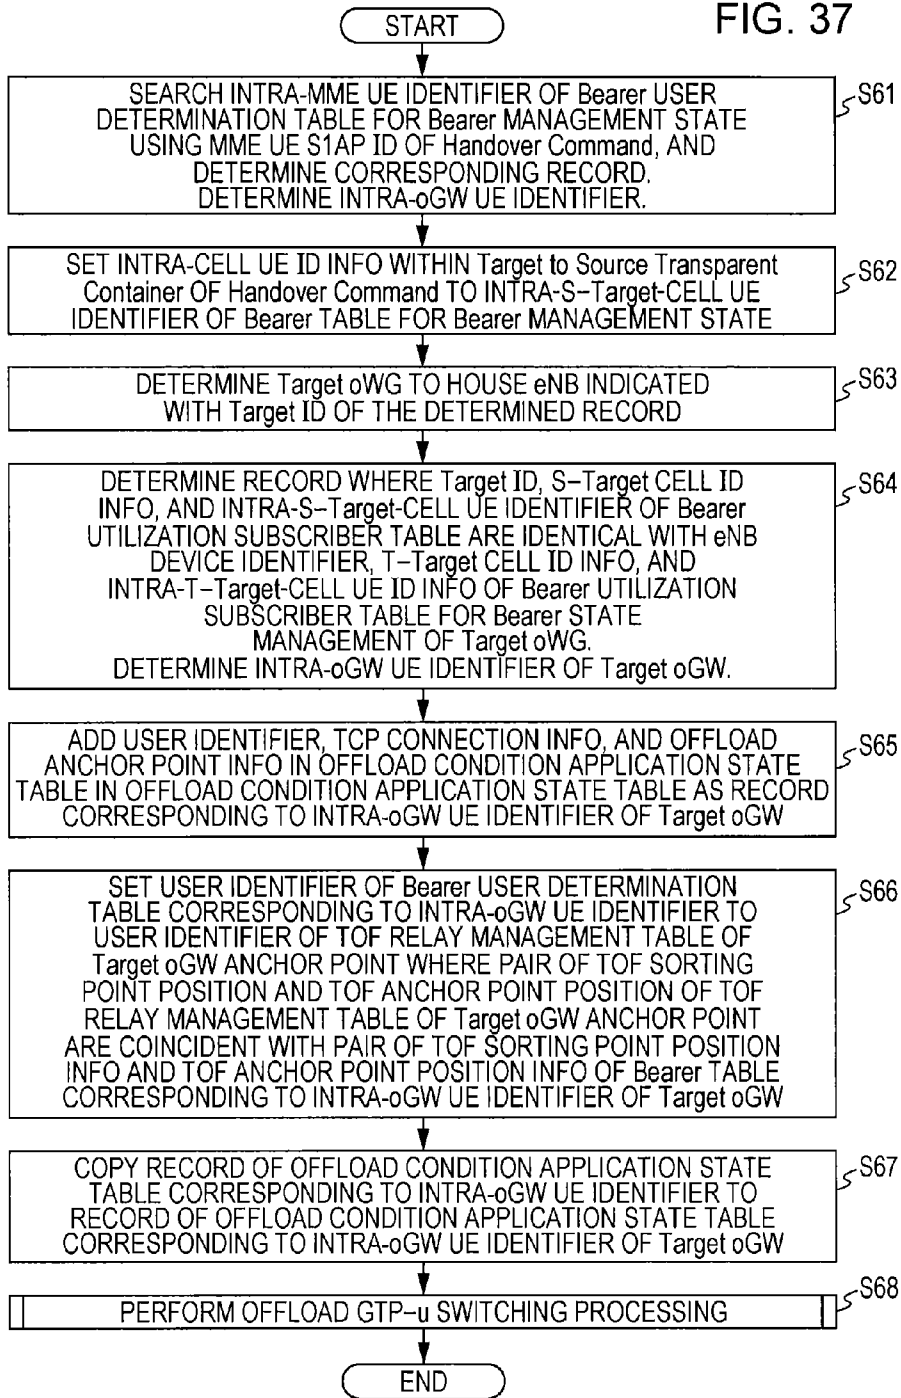 FIG. 37
START
SEARCH INTRA-MME UE IDENTIFIER OF Bearer USER
DETERMINATION TABLE FOR Bearer MANAGEMENT STATE
USING MME UE S1AP ID OF Handover Command, AND
DETERMINE CORRESPONDING RECORD.
DETERMINE INTRA-oGW UE IDENTIFIER.
S61
SET INTRA-CELL UE ID INFO WITHIN Target to Source Transparent
Container OF Handover Command TO INTRA-S-Target-CELL UE
IDENTIFIER OF Bearer TABLE FOR Bearer MANAGEMENT STATE
S62
DETERMINE Target oWG TO HOUSE eNB INDICATED
WITH Target ID OF THE DETERMINED RECORD
S63
DETERMINE RECORD WHERE Target ID, S-Target CELL ID
INFO, AND INTRA-S-Target-CELL UE IDENTIFIER OF Bearer
UTILIZATION SUBSCRIBER TABLE ARE IDENTICAL WITH eNB
DEVICE IDENTIFIER, T-Target CELL ID INFO, AND
INTRA-T-Target-CELL UE ID INFO OF Bearer UTILIZATION
SUBSCRIBER TABLE FOR Bearer STATE
MANAGEMENT OF Target oWG.
DETERMINE INTRA-oGW UE IDENTIFIER OF Target oGW.
S64
ADD USER IDENTIFIER, TCP CONNECTION INFO, AND OFFLOAD
ANCHOR POINT INFO IN OFFLOAD CONDITION APPLICATION STATE
TABLE IN OFFLOAD CONDITION APPLICATION STATE TABLE AS RECORD
CORRESPONDING TO INTRA-oGW UE IDENTIFIER OF Target oGW
S65
SET USER IDENTIFIER OF Bearer USER DETERMINATION
TABLE CORRESPONDING TO INTRA-oGW UE IDENTIFIER TO
USER IDENTIFIER OF TOF RELAY MANAGEMENT TABLE OF
Target oGW ANCHOR POINT WHERE PAIR OF TOF SORTING
POINT POSITION AND TOF ANCHOR POINT POSITION OF TOF
RELAY MANAGEMENT TABLE OF Target oGW ANCHOR POINT
ARE COINCIDENT WITH PAIR OF TOF SORTING POINT POSITION
INFO AND TOF ANCHOR POINT POSITION INFO OF Bearer TABLE
CORRESPONDING TO INTRA-oGW UE IDENTIFIER OF Target oGW
S66
COPY RECORD OF OFFLOAD CONDITION APPLICATION STATE
TABLE CORRESPONDING TO INTRA-oGW UE IDENTIFIER TO
RECORD OF OFFLOAD CONDITION APPLICATION STATE TABLE
CORRESPONDING TO INTRA-oGW UE IDENTIFIER OF Target oGW
S67
PERFORM OFFLOAD GTP-u SWITCHING PROCESSING
S68
END